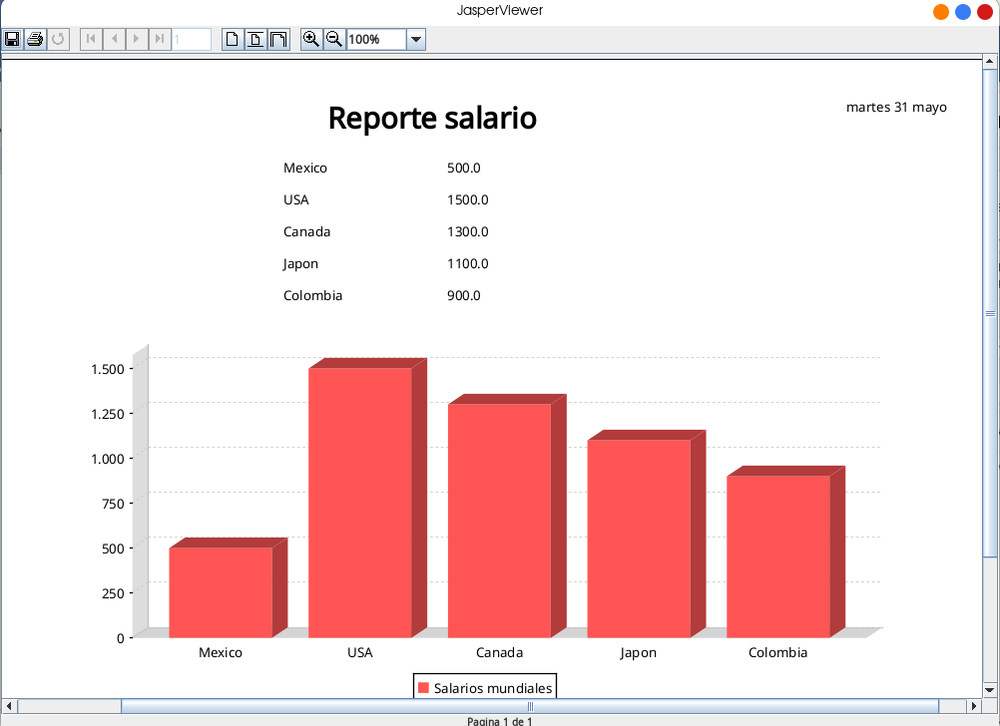 JasperViewer
1
100%
martes 31 mayo
Reporte salario
Mexico 500.0
USA 1500.0
Canada 1300.0
Japon 1100.0
Colombia 900.0
1.500
1.250
1.000
750
500
250
0
Mexico USA Canada Japon Colombia
Salarios mundiales
Pagina 1 de 1